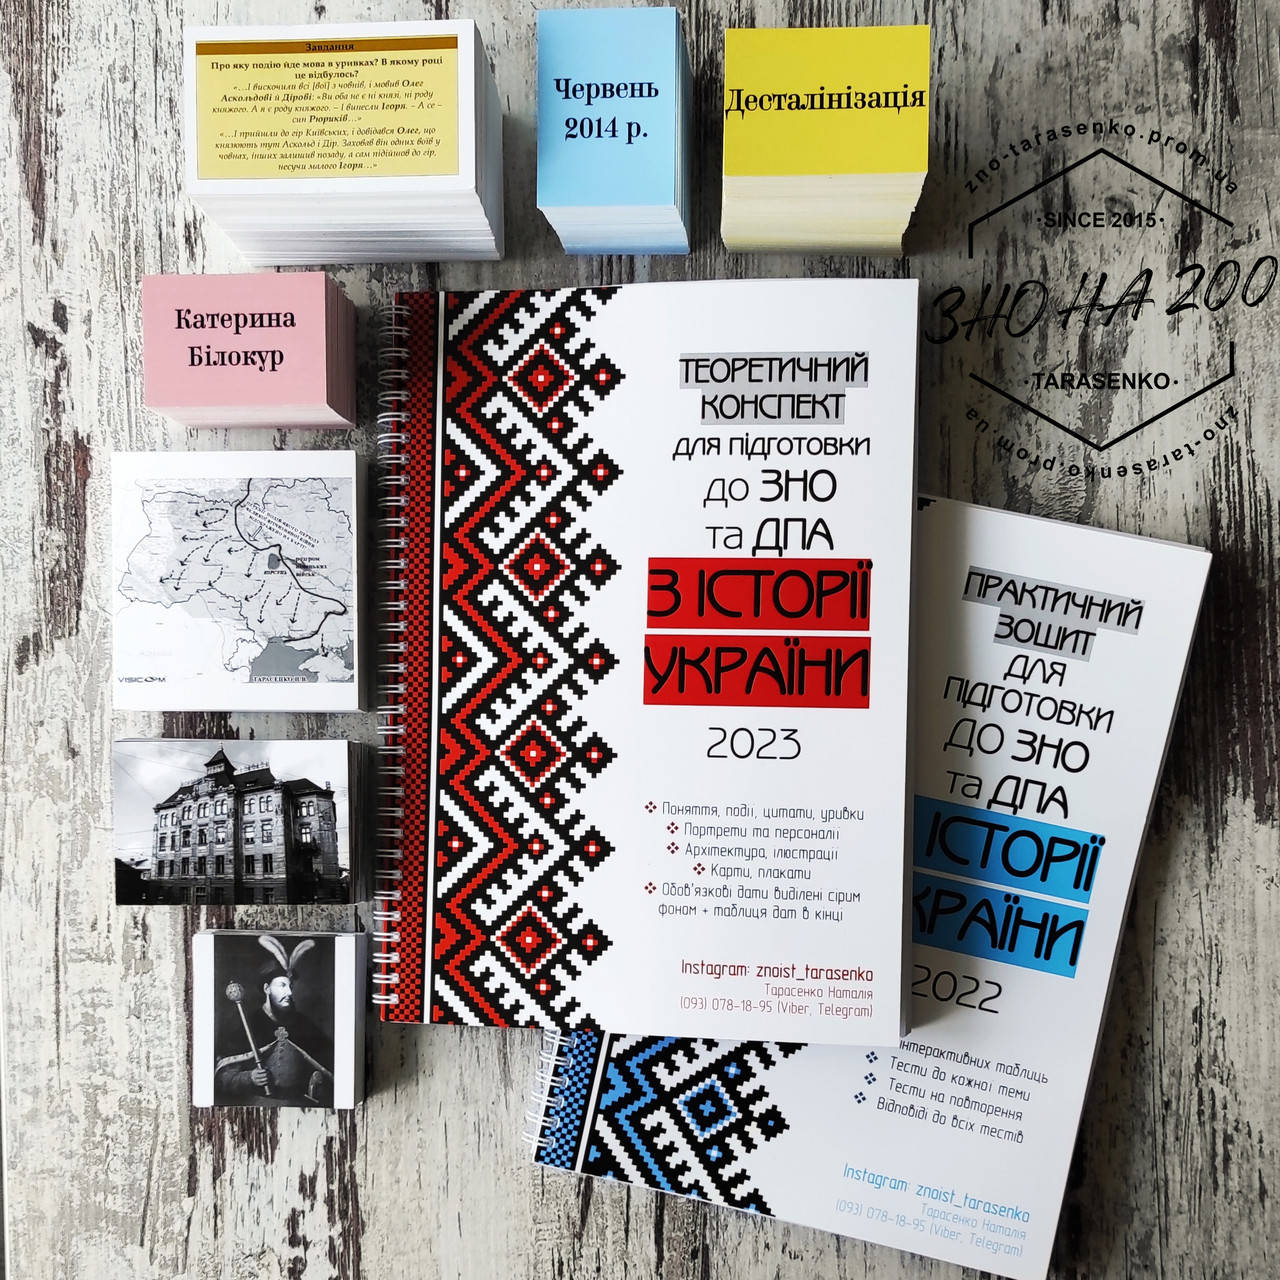 Завдання
Про яку подію йде мова в уривках? В якому році
це відбулось?
«…І вискочили всі [вої] з човнів, і мовив Олег
Аскольдові й Дірові: «Ви оба не є ні князі, ні роду
княжого. А я є роду княжого. – І винесли Ігоря. – А се –
син Рюриків…»
«…І прийшли до гір Київських, і довідався Олег, що
князюють тут Аскольд і Дір. Заховав він одних воїв у
човнах, інших залишив позаду, а сам підійшов до гір,
несучи малого Ігоря…»
Червень
2014 р.
Десталінізація
zno-tarasenko.prom.ua
·SINCE 2015·
ЗНО НА 200
·TARASENKO·
zno-tarasenko.prom.ua
Катерина
Білокур
VISICOM
ТАРАСЕНКО Н.В.
ТЕОРЕТИЧНИЙ
КОНСПЕКТ
для підготовки
до ЗНО
та ДПА
З ІСТОРІЇ
УКРАЇНИ
2023
❖ Поняття, події, цитати, уривки
❖ Портрети та персоналії
❖ Архітектура, ілюстрації
❖ Карти, плакати
❖ Обов'язкові дати виділені сірим
фоном + таблиця дат в кінці
Instagram: znoist_tarasenko
Тарасенко Наталія
(093) 078-18-95 (Viber, Telegram)
ПРАКТИЧНИЙ
ЗОШИТ
для
підготовки
до ЗНО
та ДПА
ІСТОРІЇ
КРАЇНИ
2022
інтерактивних таблиць
❖ Тести до кожної теми
❖ Тести на повторення
❖ Відповіді до всіх тестів
Instagram: znoist_tarasenko
Тарасенко Наталія
(093) 078-18-95 (Viber, Telegram)